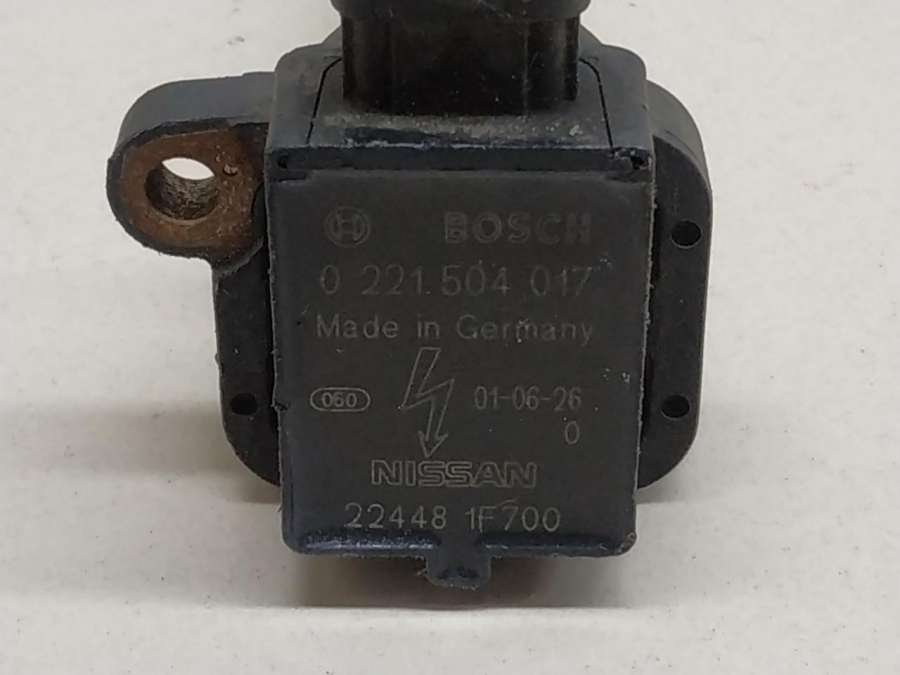 BOSCH
0 221 504 017
Made in Germany
060 01-06-26
0
NISSAN
22448 1F700